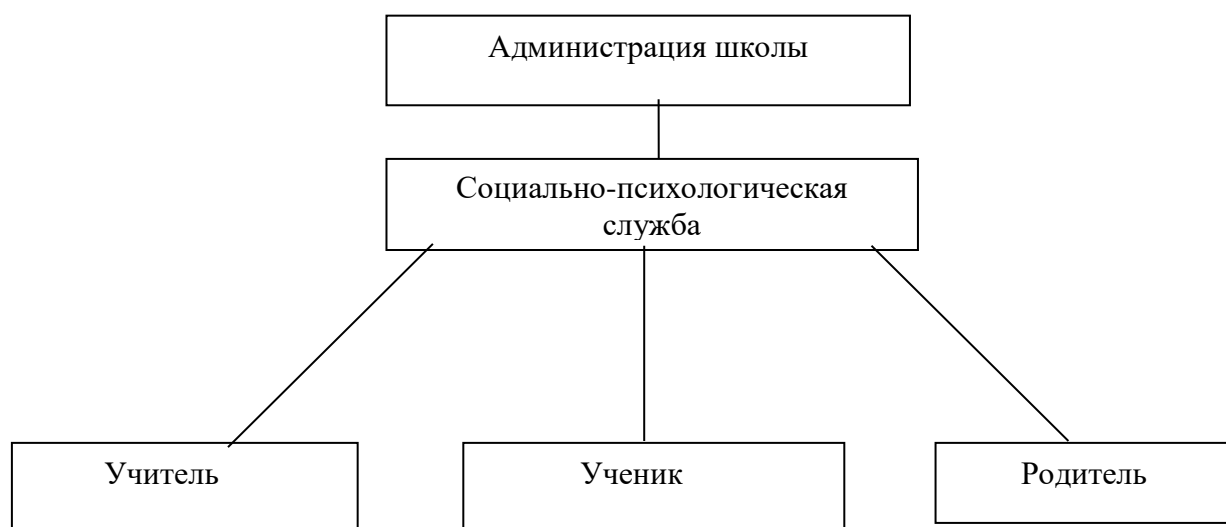 Администрация школы
Социально-психологическая
служба
Учитель
Ученик
Родитель